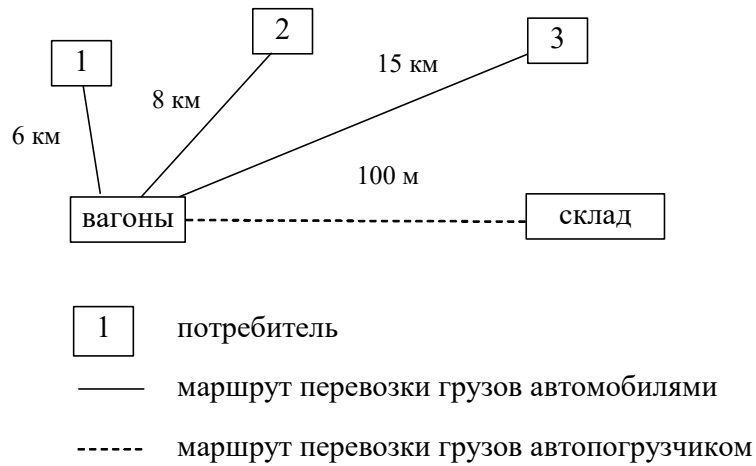 1
2
3
6 км
8 км
15 км
100 м
вагоны
склад
1
потребитель
маршрут перевозки грузов автомобилями
маршрут перевозки грузов автопогрузчиком